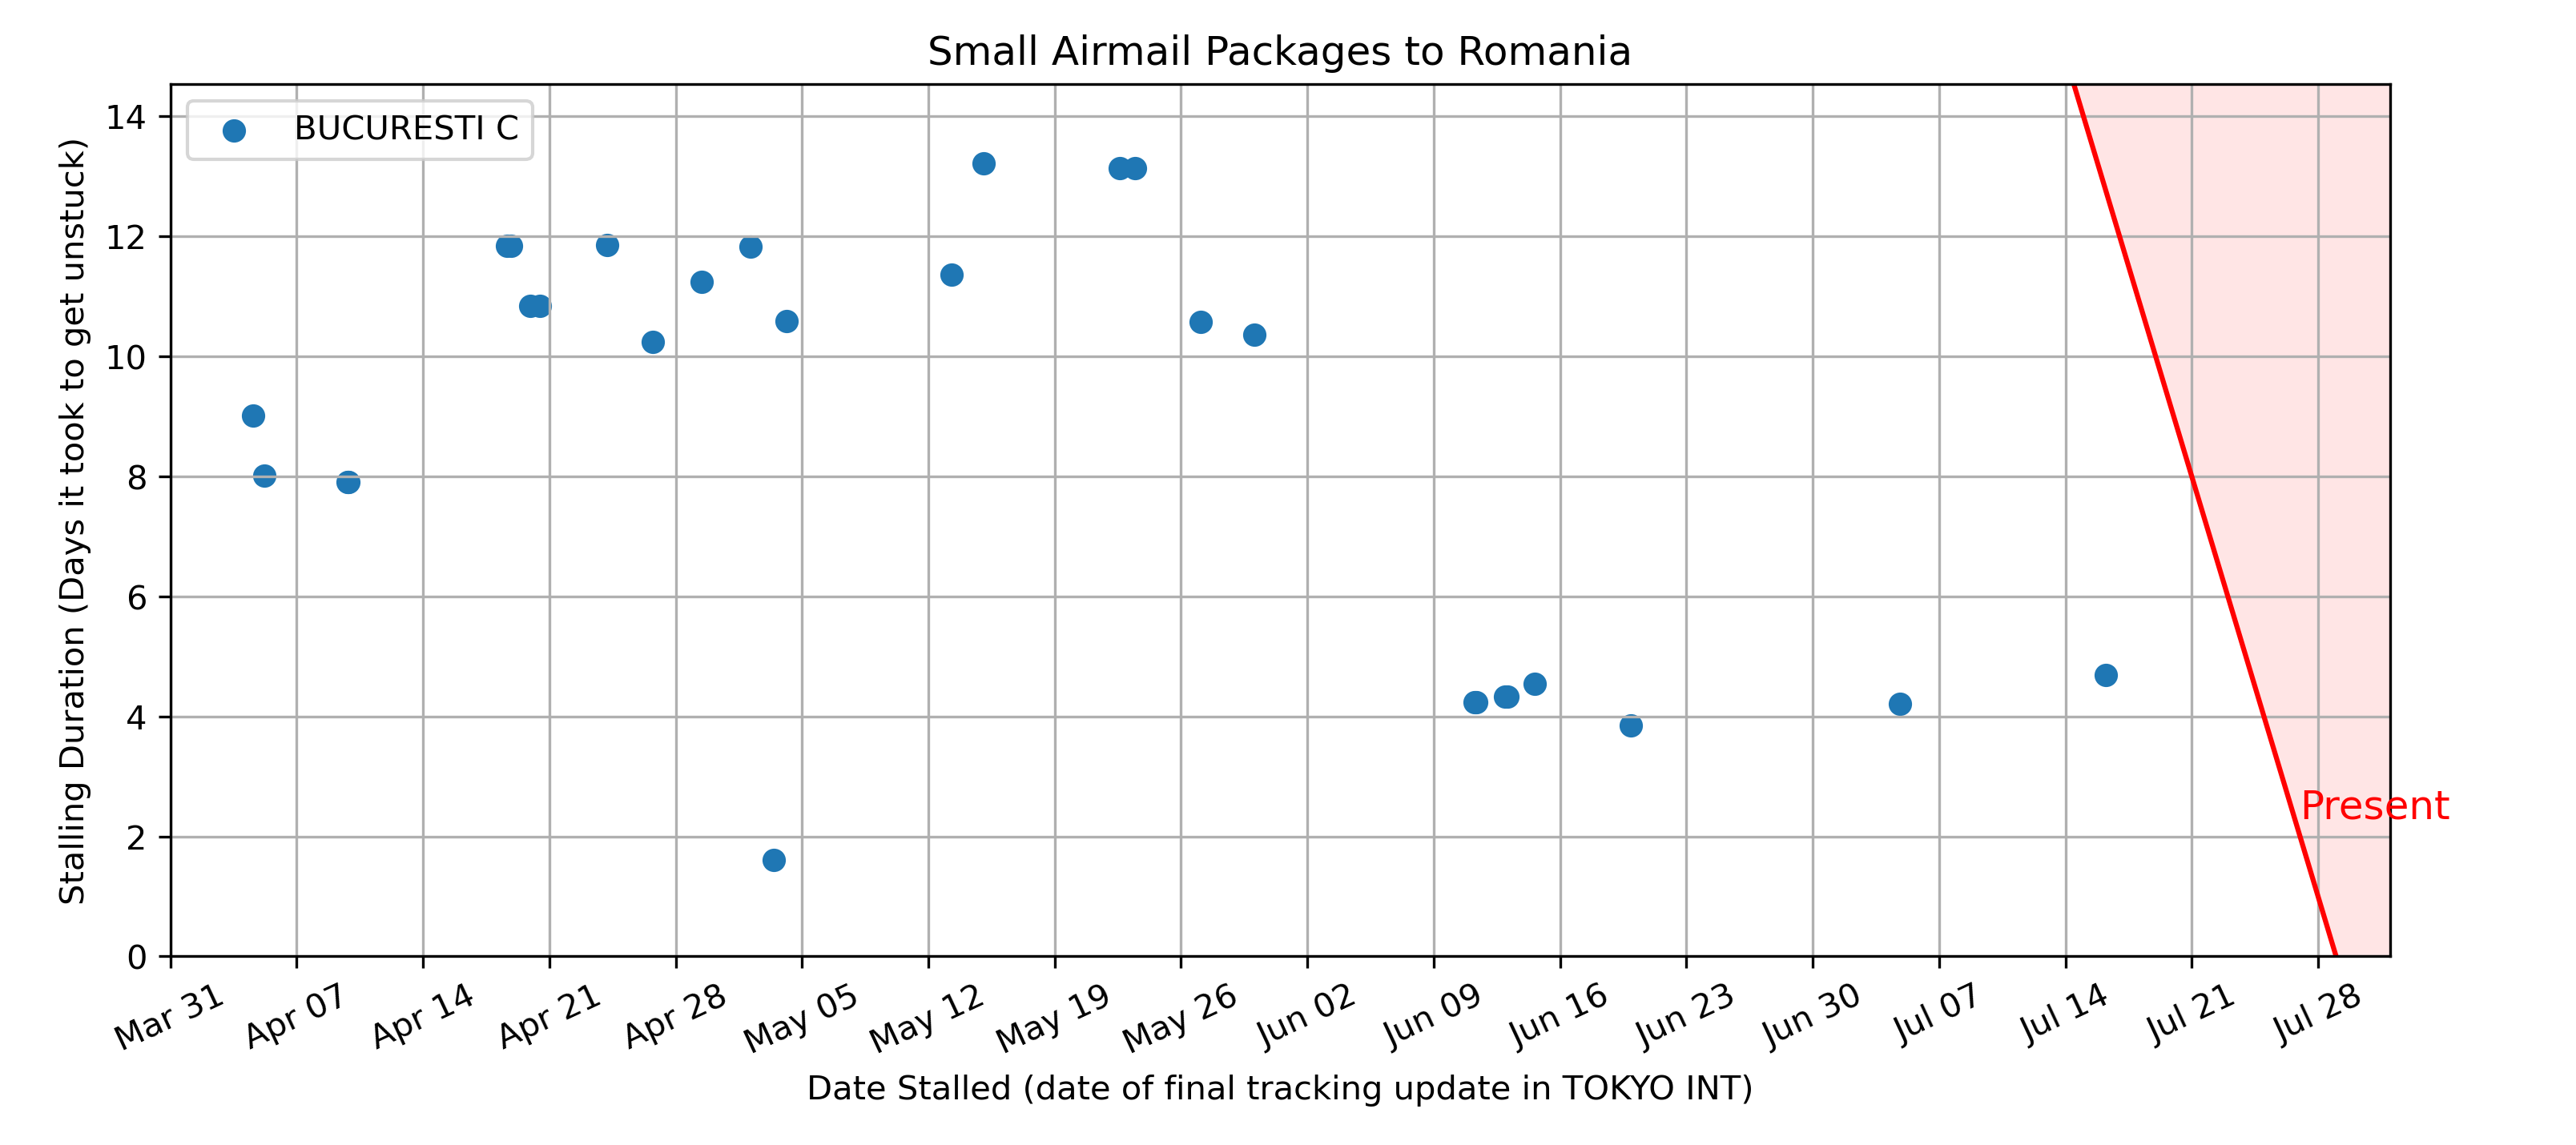 Small Airmail Packages to Romania
BUCURESTI C
Stalling Duration (Days it took to get unstuck)
14
12
10
8
6
4
2
0
Present
Mar 31 Apr 07 Apr 14 Apr 21 Apr 28 May 05 May 12 May 19 May 26 Jun 02 Jun 09 Jun 16 Jun 23 Jun 30 Jul 07 Jul 14 Jul 21 Jul 28
Date Stalled (date of final tracking update in TOKYO INT)